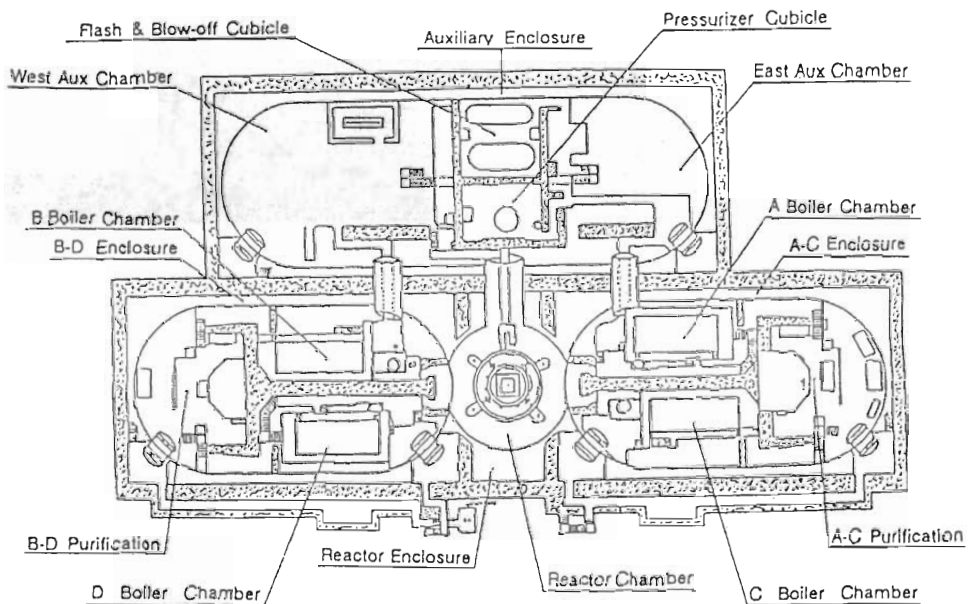 Flash & Blow-off Cubicle
Pressurizer Cubicle
Auxiliary Enclosure
West Aux Chamber
East Aux Chamber
B Boiler Chamber
A Boiler Chamber
B-D Enclosure
A-C Enclosure
B-D Purification
Reactor Enclosure
A-C Purification
D Boiler Chamber
Reactor Chamber
C Boiler Chamber